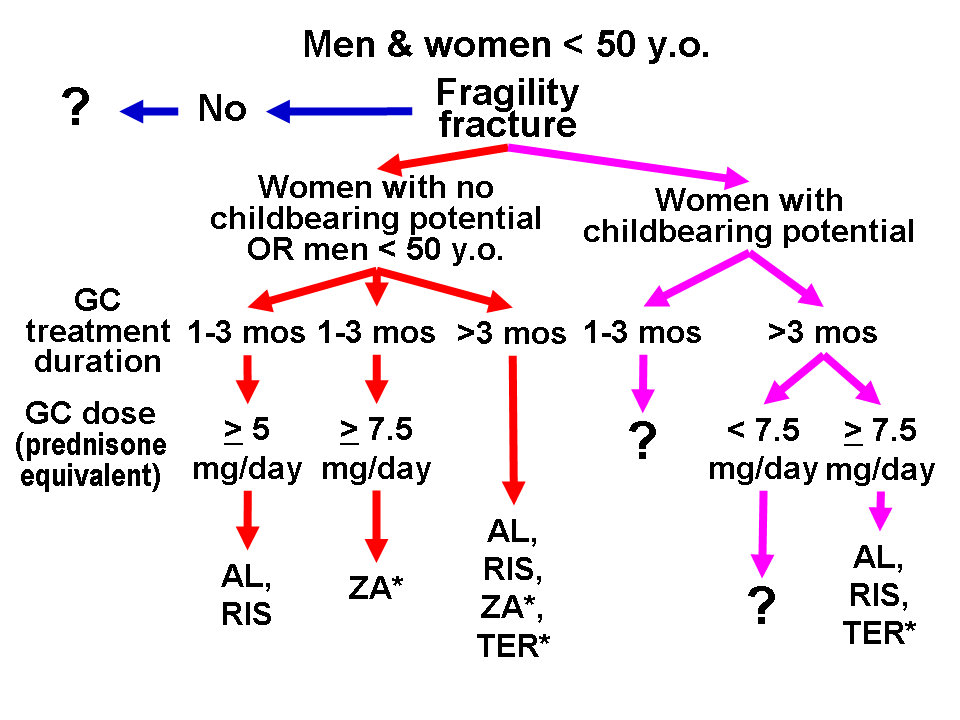 Men & women < 50 y.o.
?
No
Fragility
fracture
Women with no
childbearing potential
OR men < 50 y.o.
Women with
childbearing potential
GC
treatment
duration
1-3 mos
1-3 mos
>3 mos
1-3 mos
>3 mos
GC dose
(prednisone
equivalent)
≥ 5
mg/day
≥ 7.5
mg/day
?
< 7.5
mg/day
≥ 7.5
mg/day
AL,
RIS
ZA*
AL,
RIS,
ZA*,
TER*
?
AL,
RIS,
TER*